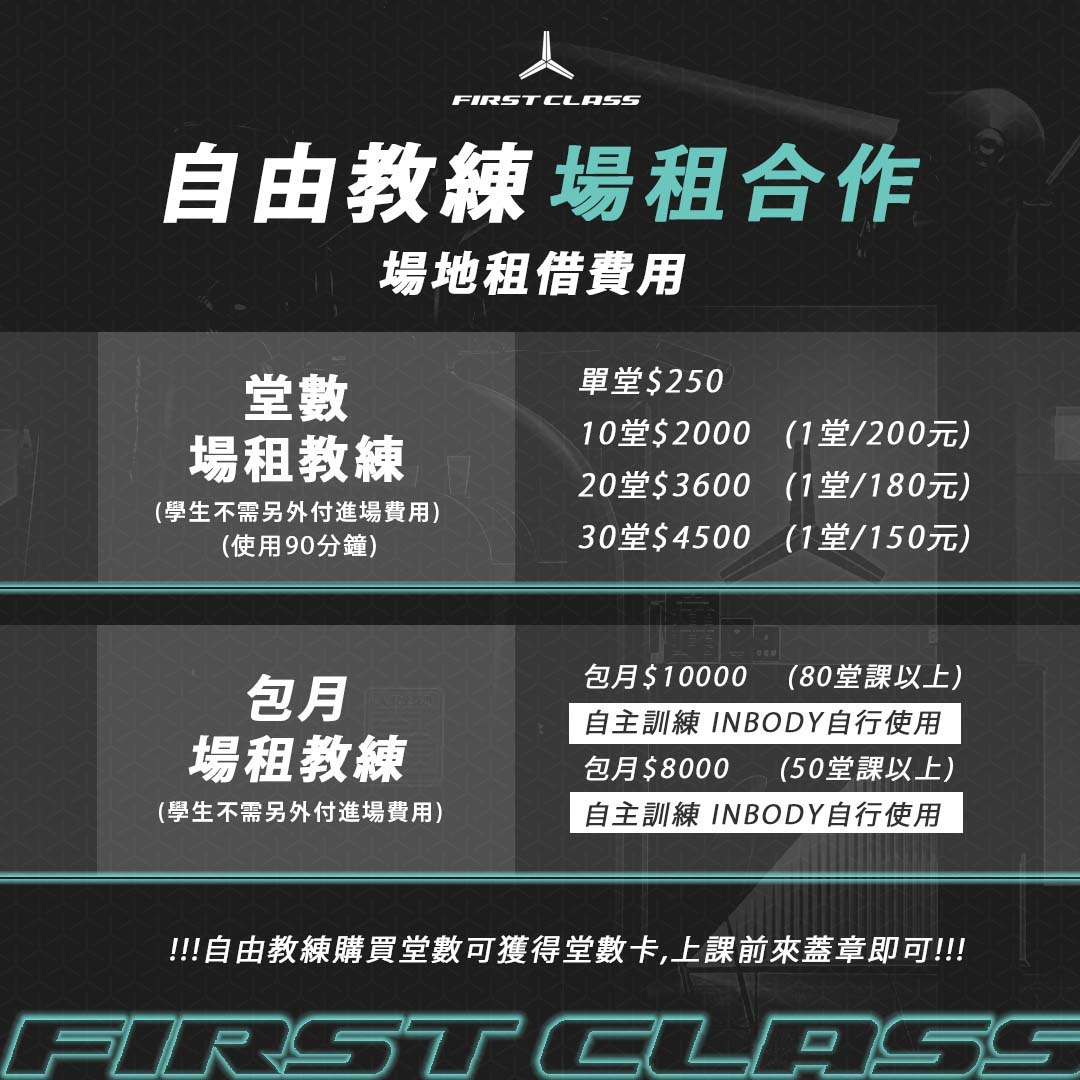 FIRST CLASS
自由教練 場租合作
場地租借費用
堂數
場租教練
(學生不需另外付進場費用)
(使用90分鐘)
單堂$250
10堂$2000 (1堂/200元)
20堂$3600 (1堂/180元)
30堂$4500 (1堂/150元)
包月
場租教練
(學生不需另外付進場費用)
包月$10000 (80堂課以上)
自主訓練 INBODY自行使用
包月$8000 (50堂課以上)
自主訓練 INBODY自行使用
!!!自由教練購買堂數可獲得堂數卡,上課前來蓋章即可!!!
FIRST CLASS